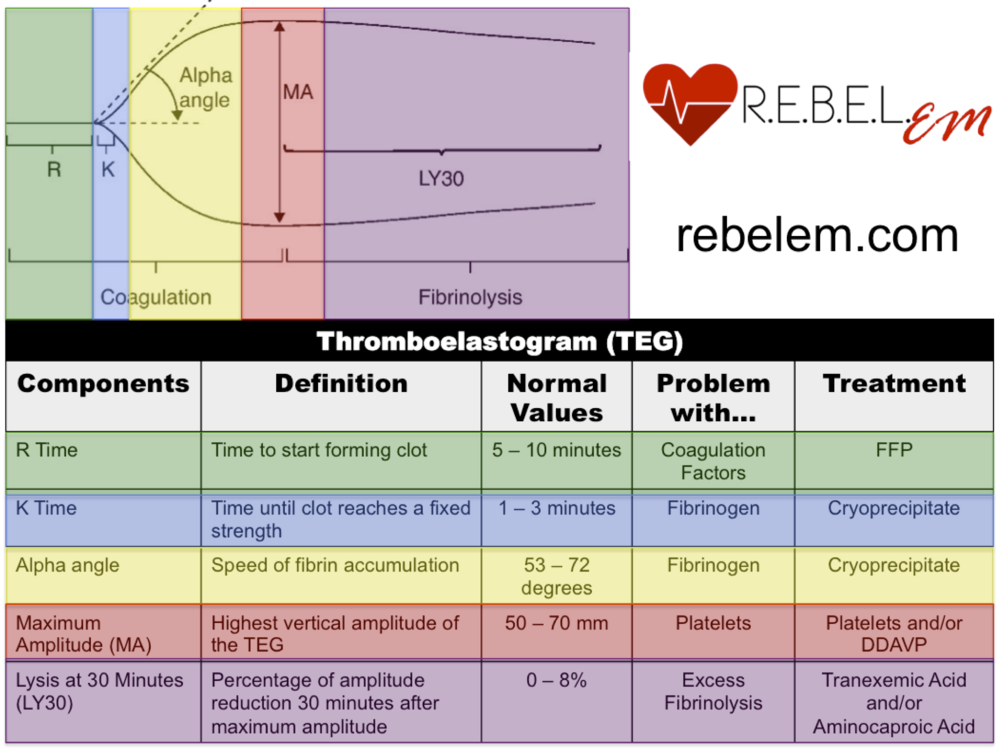 Alpha
angle
MA
R
K
LY30
Coagulation
Fibrinolysis
R.E.B.E.L.EM
rebelem.com
Thromboelastogram (TEG)
Components
Definition
Normal
Values
Problem
with...
Treatment
R Time
Time to start forming clot
5 – 10 minutes
Coagulation
Factors
FFP
K Time
Time until clot reaches a fixed
strength
1 – 3 minutes
Fibrinogen
Cryoprecipitate
Alpha angle
Speed of fibrin accumulation
53 – 72
degrees
Fibrinogen
Cryoprecipitate
Maximum
Amplitude (MA)
Highest vertical amplitude of
the TEG
50 – 70 mm
Platelets
Platelets and/or
DDAVP
Lysis at 30 Minutes
(LY30)
Percentage of amplitude
reduction 30 minutes after
maximum amplitude
0 – 8%
Excess
Fibrinolysis
Tranexemic Acid
and/or
Aminocaproic Acid